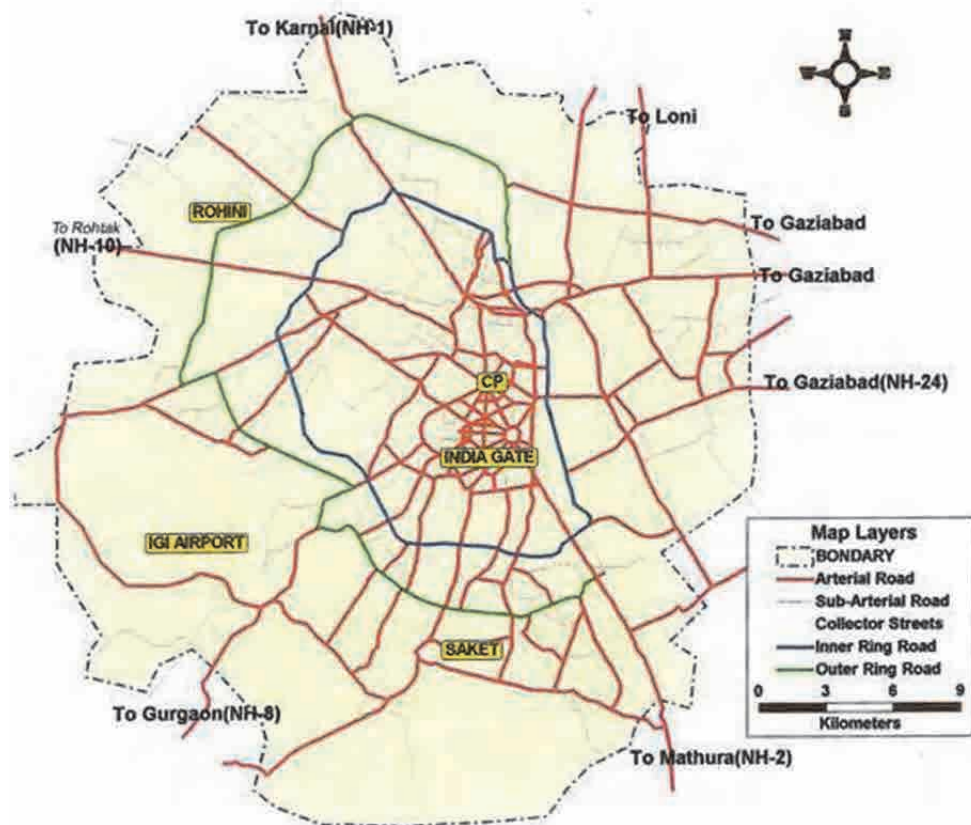 To Karnal(NH-1)
N
W E
S
To Loni
ROHINI
To Rohtak
(NH-10)
To Gaziabad
To Gaziabad
CP
To Gaziabad(NH-24)
INDIA GATE
IGI AIRPORT
Map Layers
BONDARY
Arterial Road
Sub-Arterial Road
Collector Streets
Inner Ring Road
Outer Ring Road
0 3 6 9
Kilometers
SAKET
To Gurgaon(NH-8)
To Mathura(NH-2)